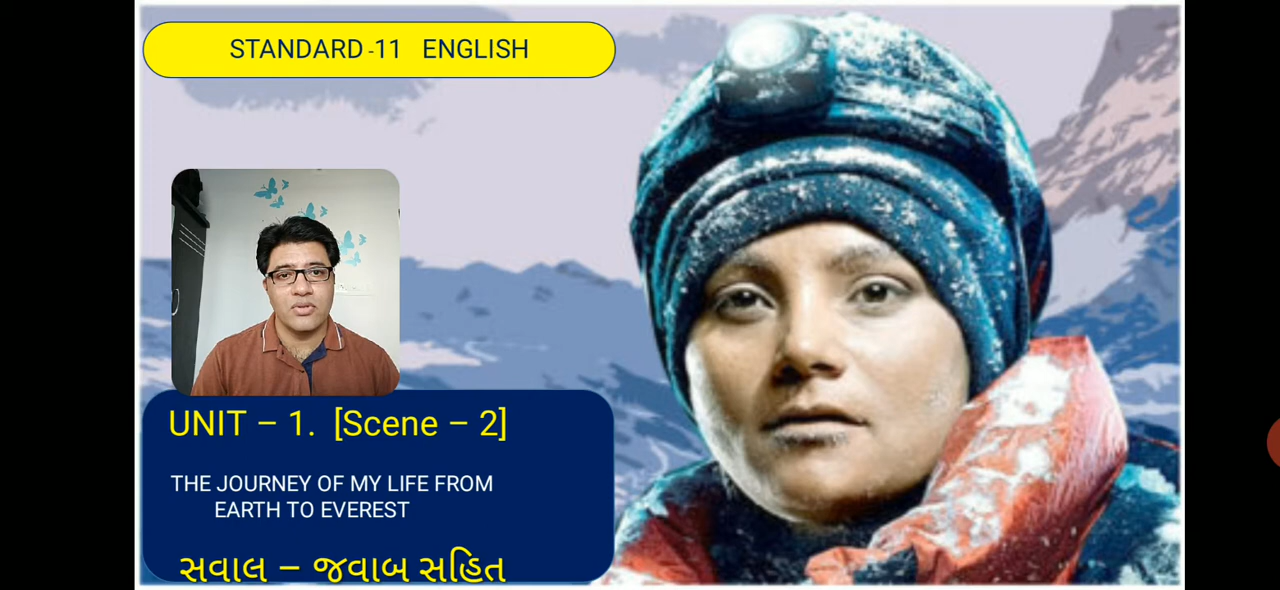 STANDARD -11 ENGLISH
UNIT – 1. [Scene – 2]
THE JOURNEY OF MY LIFE FROM
EARTH TO EVEREST
સવાલ – જવાબ સહિત